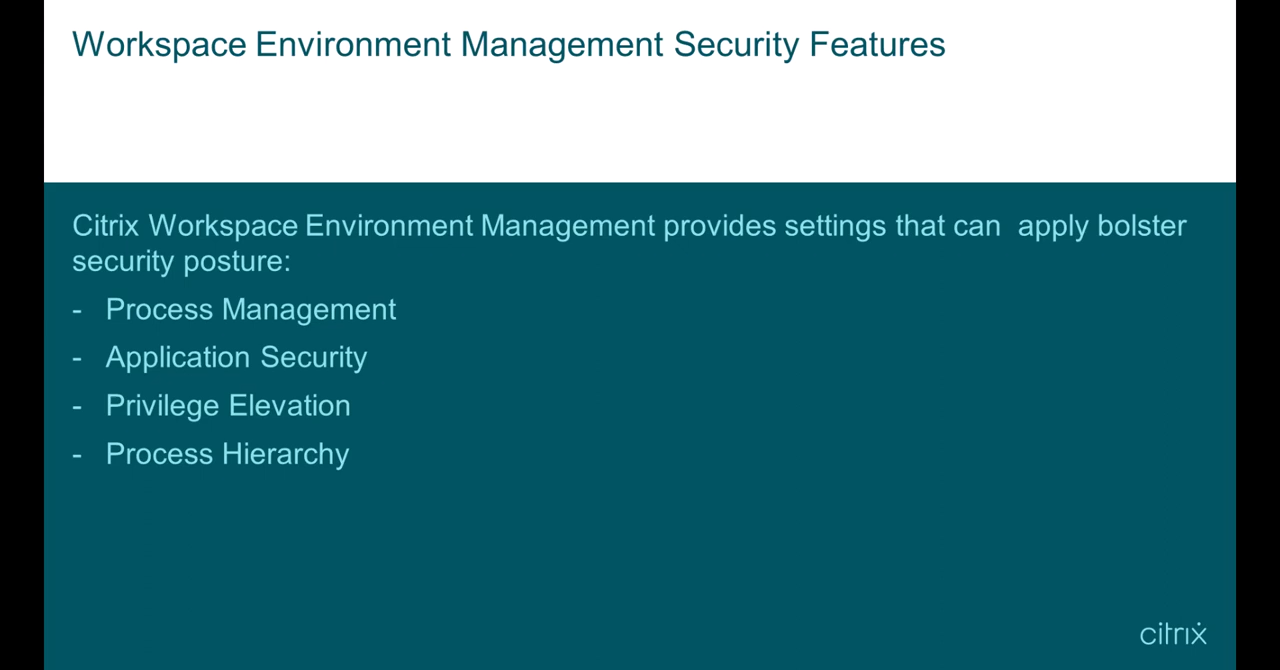 Workspace Environment Management Security Features
Citrix Workspace Environment Management provides settings that can  apply bolster
security posture:
- Process Management
- Application Security
- Privilege Elevation
- Process Hierarchy
citrix